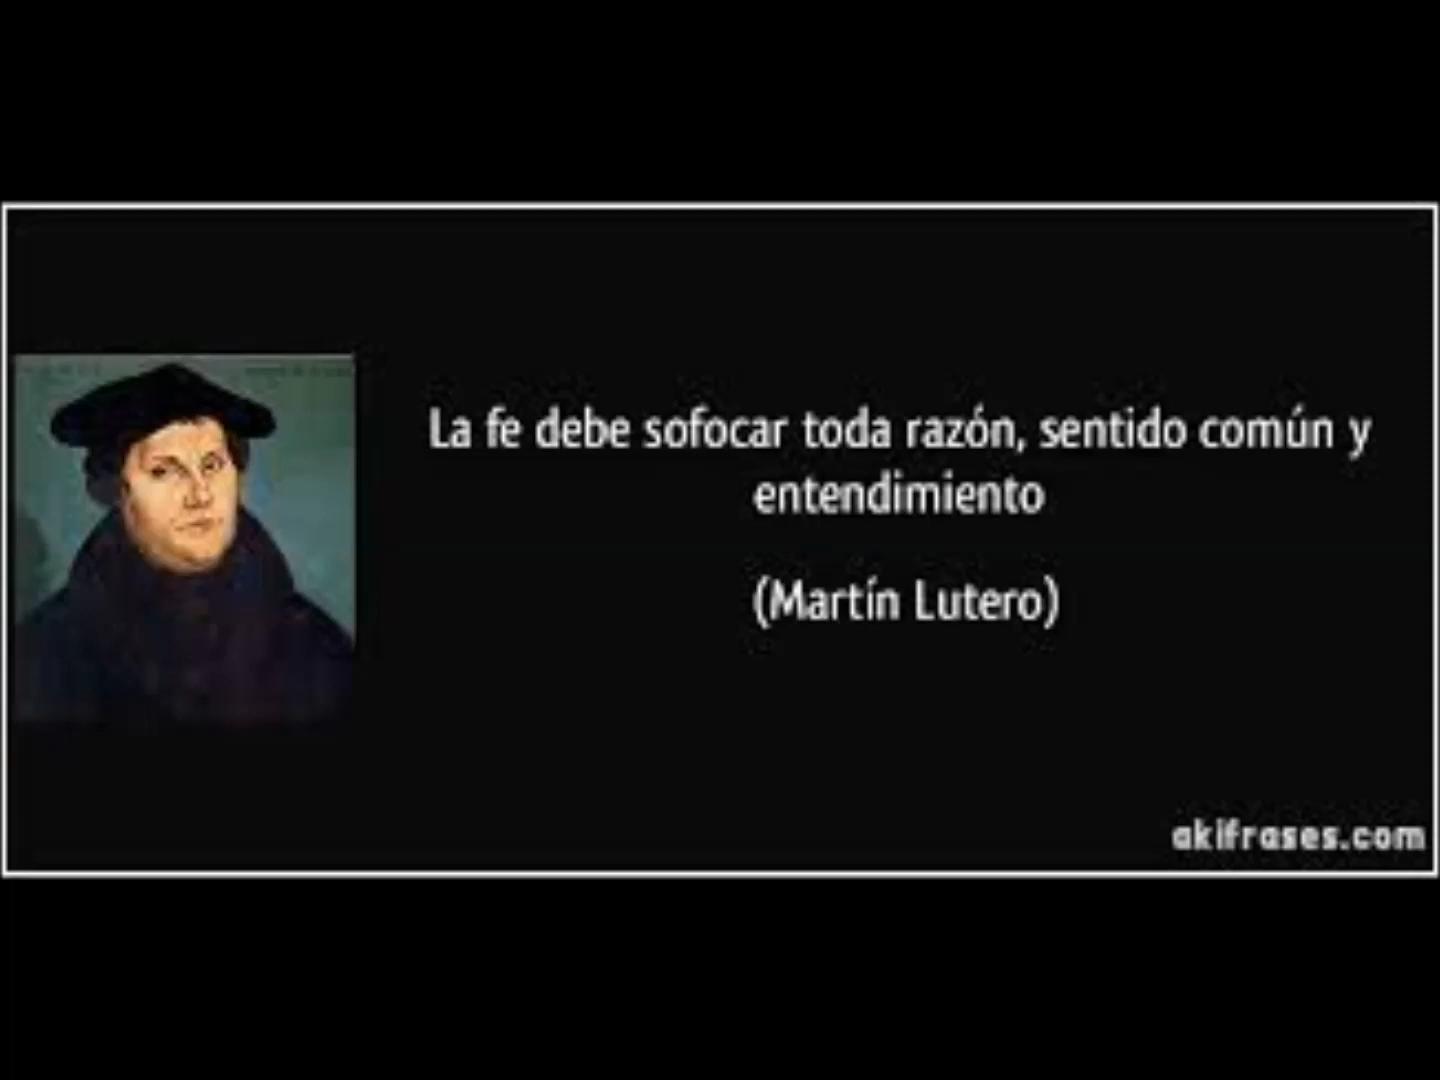 La fe debe sofocar toda razón, sentido común y
entendimiento
(Martín Lutero)
akifrases.com